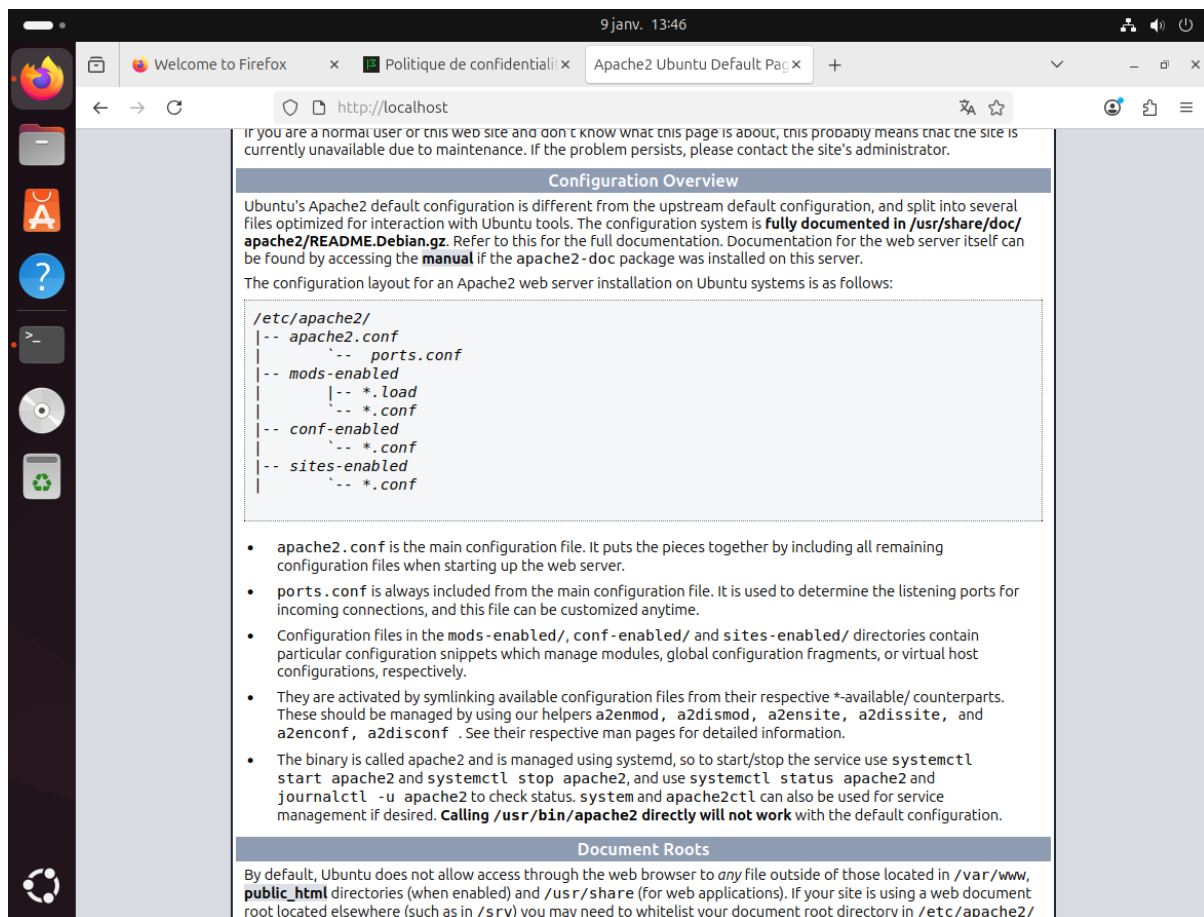 9 janv. 13:46
Welcome to Firefox
Politique de confidentialit
Apache2 Ubuntu Default Pag
http://localhost
If you are a normal user of this web site and don't know what this page is about, this probably means that the site is
currently unavailable due to maintenance. If the problem persists, please contact the site's administrator.
Configuration Overview
Ubuntu's Apache2 default configuration is different from the upstream default configuration, and split into several
files optimized for interaction with Ubuntu tools. The configuration system is fully documented in /usr/share/doc/
apache2/README.Debian.gz. Refer to this for the full documentation. Documentation for the web server itself can
be found by accessing the manual if the apache2-doc package was installed on this server.
The configuration layout for an Apache2 web server installation on Ubuntu systems is as follows:
/etc/apache2/
|-- apache2.conf
|       `--  ports.conf
|-- mods-enabled
|       |-- *.load
|       `-- *.conf
|-- conf-enabled
|       `-- *.conf
|-- sites-enabled
|       `-- *.conf
• apache2.conf is the main configuration file. It puts the pieces together by including all remaining
configuration files when starting up the web server.
• ports.conf is always included from the main configuration file. It is used to determine the listening ports for
incoming connections, and this file can be customized anytime.
• Configuration files in the mods-enabled/, conf-enabled/ and sites-enabled/ directories contain
particular configuration snippets which manage modules, global configuration fragments, or virtual host
configurations, respectively.
• They are activated by symlinking available configuration files from their respective *-available/ counterparts.
These should be managed by using our helpers a2enmod, a2dismod, a2ensite, a2dissite, and
a2enconf, a2disconf . See their respective man pages for detailed information.
• The binary is called apache2 and is managed using systemd, so to start/stop the service use systemctl
start apache2 and systemctl stop apache2, and use systemctl status apache2 and
journalctl -u apache2 to check status. system and apache2ctl can also be used for service
management if desired. Calling /usr/bin/apache2 directly will not work with the default configuration.
Document Roots
By default, Ubuntu does not allow access through the web browser to any file outside of those located in /var/www,
public_html directories (when enabled) and /usr/share (for web applications). If your site is using a web document
root located elsewhere (such as in /srv) you may need to whitelist your document root directory in /etc/apache2/